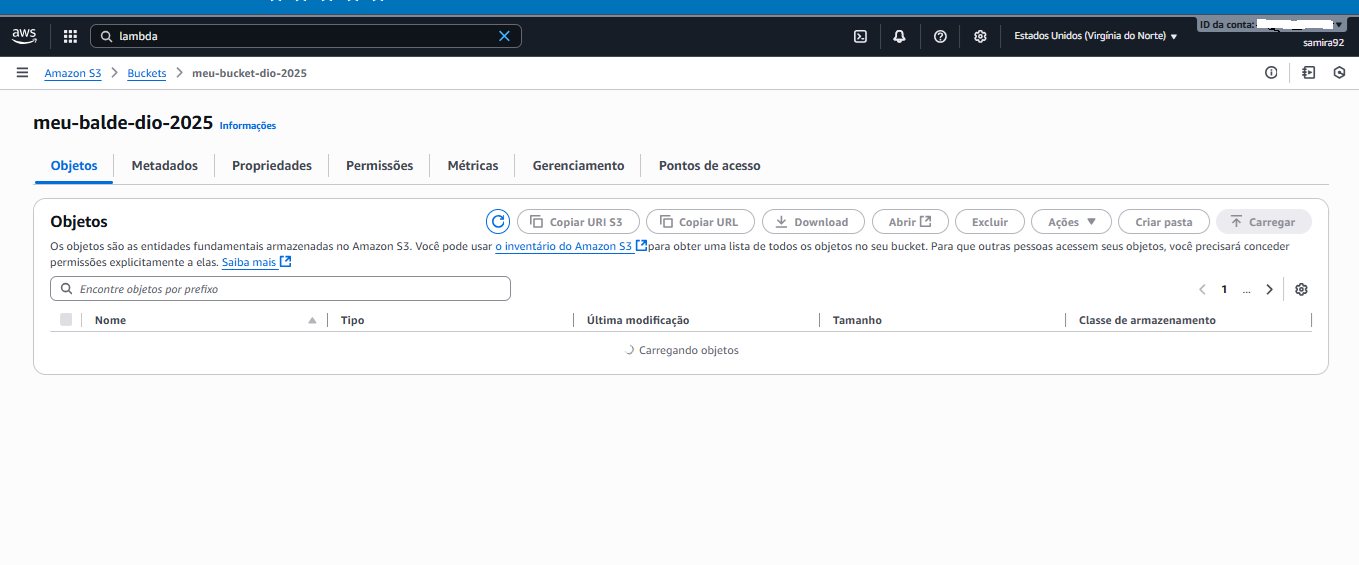 aws
lambda
Estados Unidos (Virgínia do Norte)
ID da conta:
samira92
Amazon S3
Buckets
meu-bucket-dio-2025
meu-balde-dio-2025 Informações
Objetos
Metadados
Propriedades
Permissões
Métricas
Gerenciamento
Pontos de acesso
Objetos
Copiar URI S3
Copiar URL
Download
Abrir
Excluir
Ações
Criar pasta
Carregar
Os objetos são as entidades fundamentais armazenadas no Amazon S3. Você pode usar o inventário do Amazon S3 para obter uma lista de todos os objetos no seu bucket. Para que outras pessoas acessem seus objetos, você precisará conceder
permissões explicitamente a elas. Saiba mais
Encontre objetos por prefixo
1 ...
Nome
Tipo
Última modificação
Tamanho
Classe de armazenamento
Carregando objetos